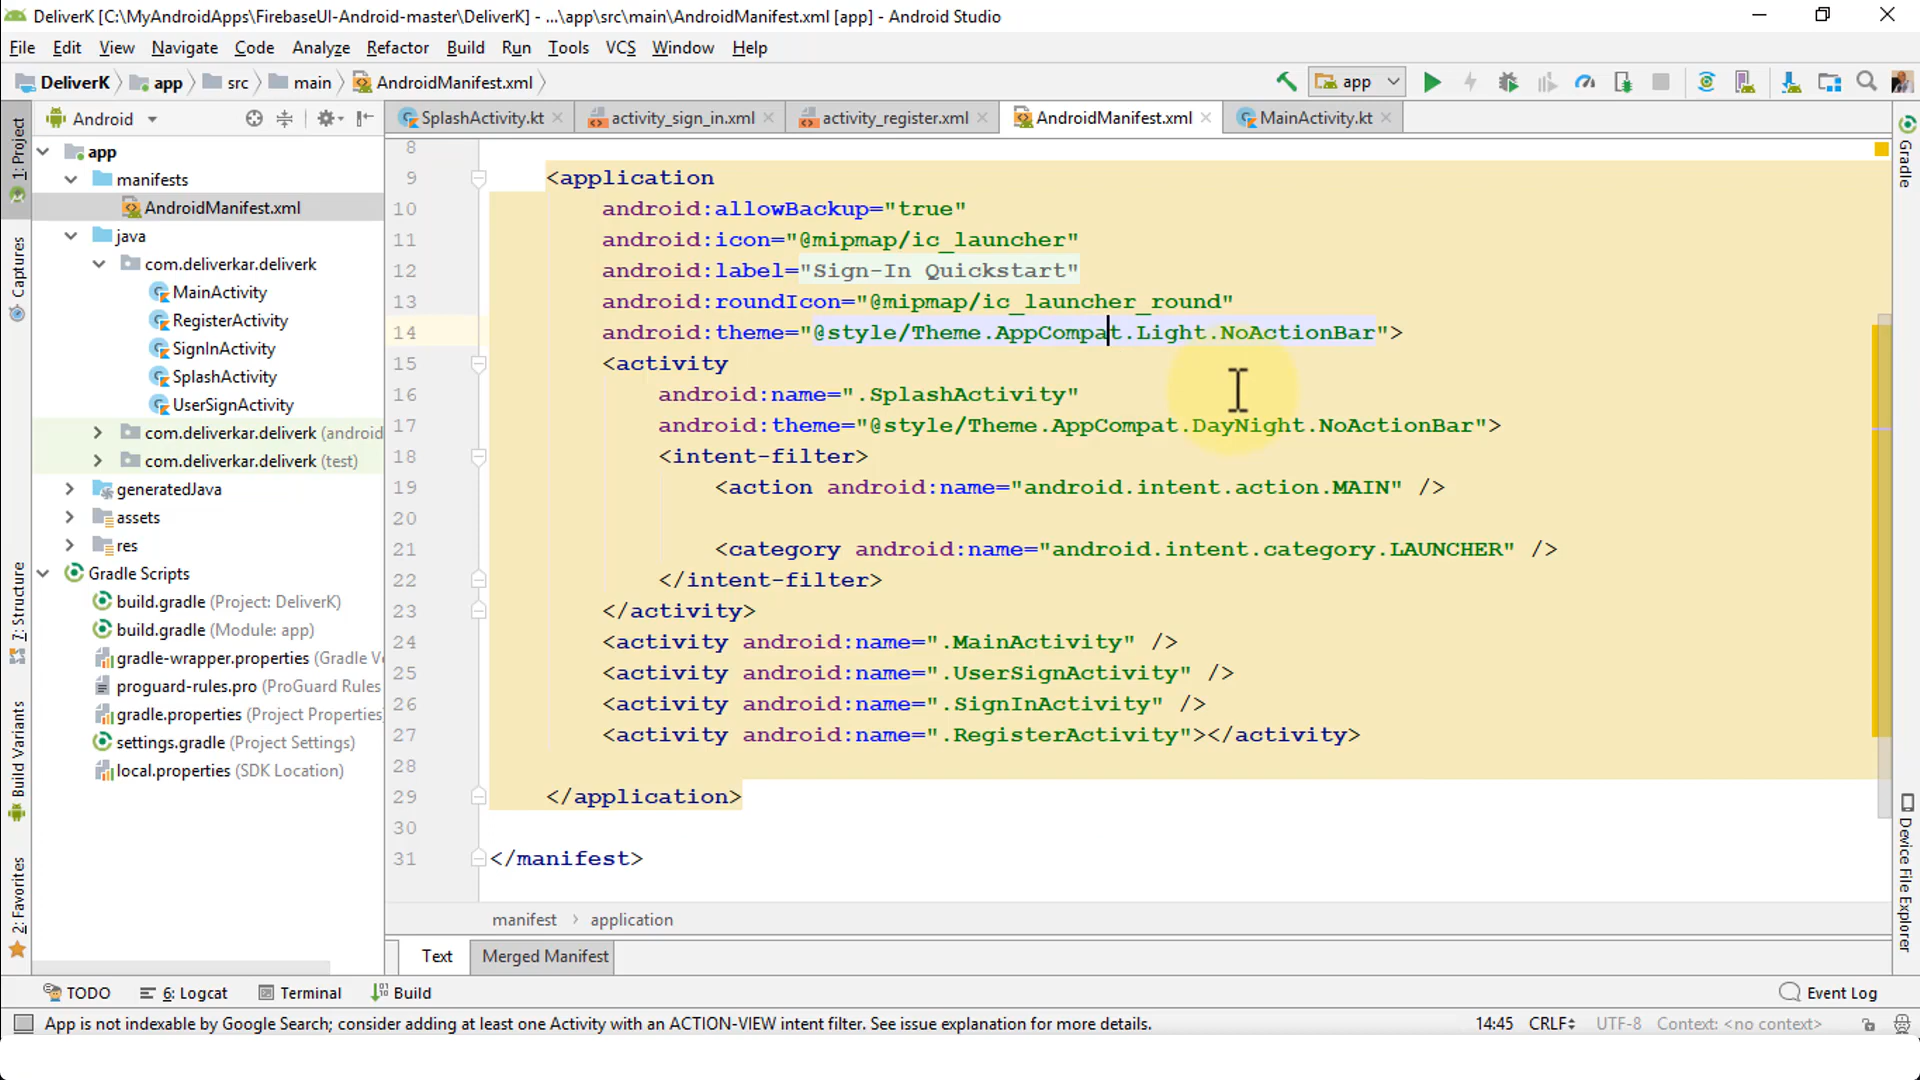 DeliverK [C:\MyAndroidApps\FirebaseUI-Android-master\DeliverK] - ...\app\src\main\AndroidManifest.xml [app] - Android Studio
File Edit View Navigate Code Analyze Refactor Build Run Tools VCS Window Help
DeliverK app src main AndroidManifest.xml app
Android
SplashActivity.kt activity_sign_in.xml activity_register.xml AndroidManifest.xml MainActivity.kt
1: Project
Captures
7: Structure
Build Variants
2: Favorites
app
manifests
AndroidManifest.xml
java
com.deliverkar.deliverk
MainActivity
RegisterActivity
SignInActivity
SplashActivity
UserSignActivity
com.deliverkar.deliverk (android
com.deliverkar.deliverk (test)
generatedJava
assets
res
Gradle Scripts
build.gradle (Project: DeliverK)
build.gradle (Module: app)
gradle-wrapper.properties (Gradle Ve
proguard-rules.pro (ProGuard Rules
gradle.properties (Project Properties
settings.gradle (Project Settings)
local.properties (SDK Location)
8
9 <application
10 android:allowBackup="true"
11 android:icon="@mipmap/ic_launcher"
12 android:label="Sign-In Quickstart"
13 android:roundIcon="@mipmap/ic_launcher_round"
14 android:theme="@style/Theme.AppCompat.Light.NoActionBar">
15 <activity
16 android:name=".SplashActivity"
17 android:theme="@style/Theme.AppCompat.DayNight.NoActionBar">
18 <intent-filter>
19 <action android:name="android.intent.action.MAIN" />
20
21 <category android:name="android.intent.category.LAUNCHER" />
22 </intent-filter>
23 </activity>
24 <activity android:name=".MainActivity" />
25 <activity android:name=".UserSignActivity" />
26 <activity android:name=".SignInActivity" />
27 <activity android:name=".RegisterActivity"></activity>
28
29 </application>
30
31 </manifest>
manifest › application
Text Merged Manifest
Gradle
Device File Explorer
TODO 6: Logcat Terminal Build Event Log
App is not indexable by Google Search; consider adding at least one Activity with an ACTION-VIEW intent filter. See issue explanation for more details. 14:45 CRLF UTF-8 Context: <no context>